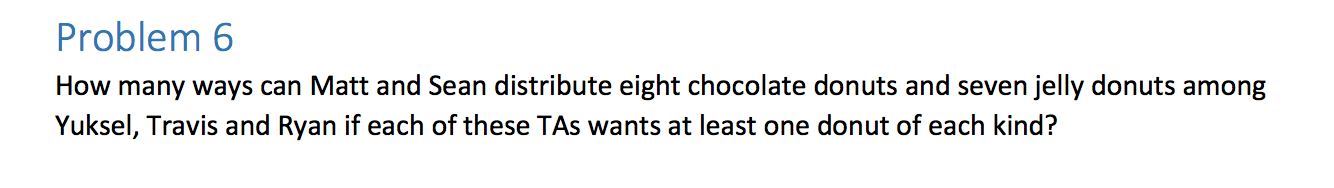 Problem 6
How many ways can Matt and Sean distribute eight chocolate donuts and seven jelly donuts among
Yuksel, Travis and Ryan if each of these TAs wants at least one donut of each kind?